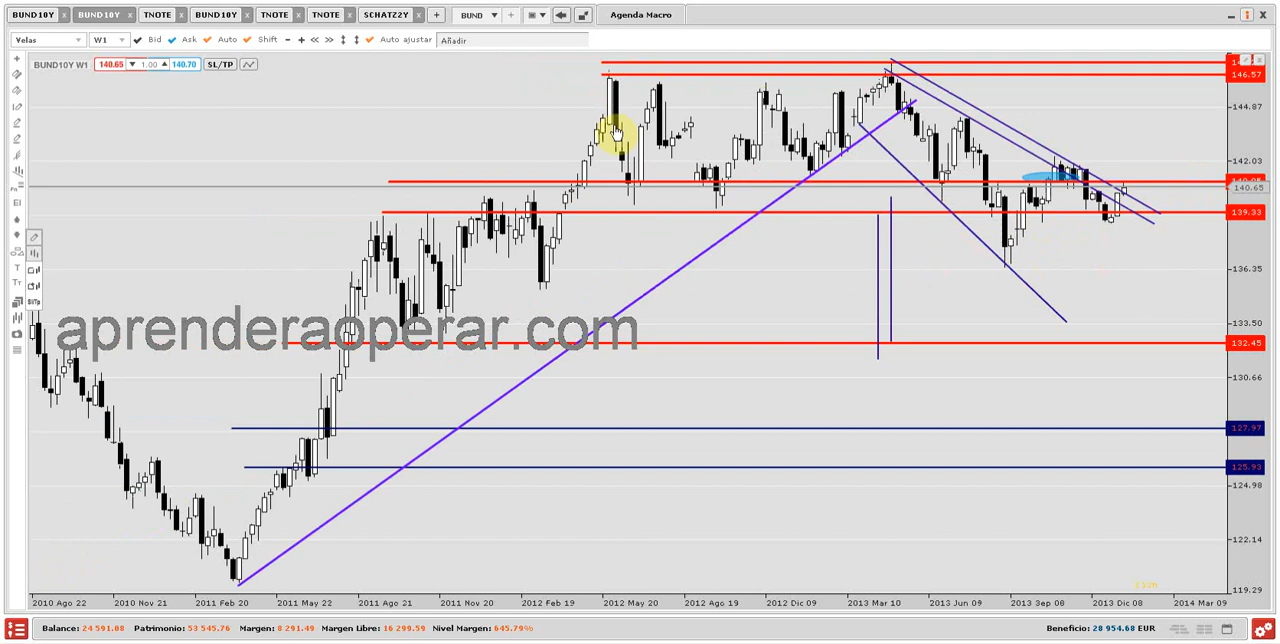 BUND10Y x BUND10Y x TNOTE x BUND10Y x TNOTE x TNOTE x SCHATZ2Y x + BUND + Agenda Macro
Velas W1 Bid Ask Auto Shift - + << >> Auto ajustar Añadir
BUND10Y W1 140.65 1.00 140.70 SL/TP
146.57
144.87
142.03
140.65
139.33
136.35
133.50
aprenderaoperar.com
132.45
130.66
127.97
125.93
124.98
122.14
119.29
2010 Ago 22 2010 Nov 21 2011 Feb 20 2011 May 22 2011 Ago 21 2011 Nov 20 2012 Feb 19 2012 May 20 2012 Ago 19 2012 Dic 09 2013 Mar 10 2013 Jun 09 2013 Sep 08 2013 Dic 08 2014 Mar 09
Balance: 24 591.08 Patrimonio: 53 545.76 Margen: 8 291.49 Margen Libre: 16 299.59 Nivel Margen: 645.79% Beneficio: 28 954.68 EUR